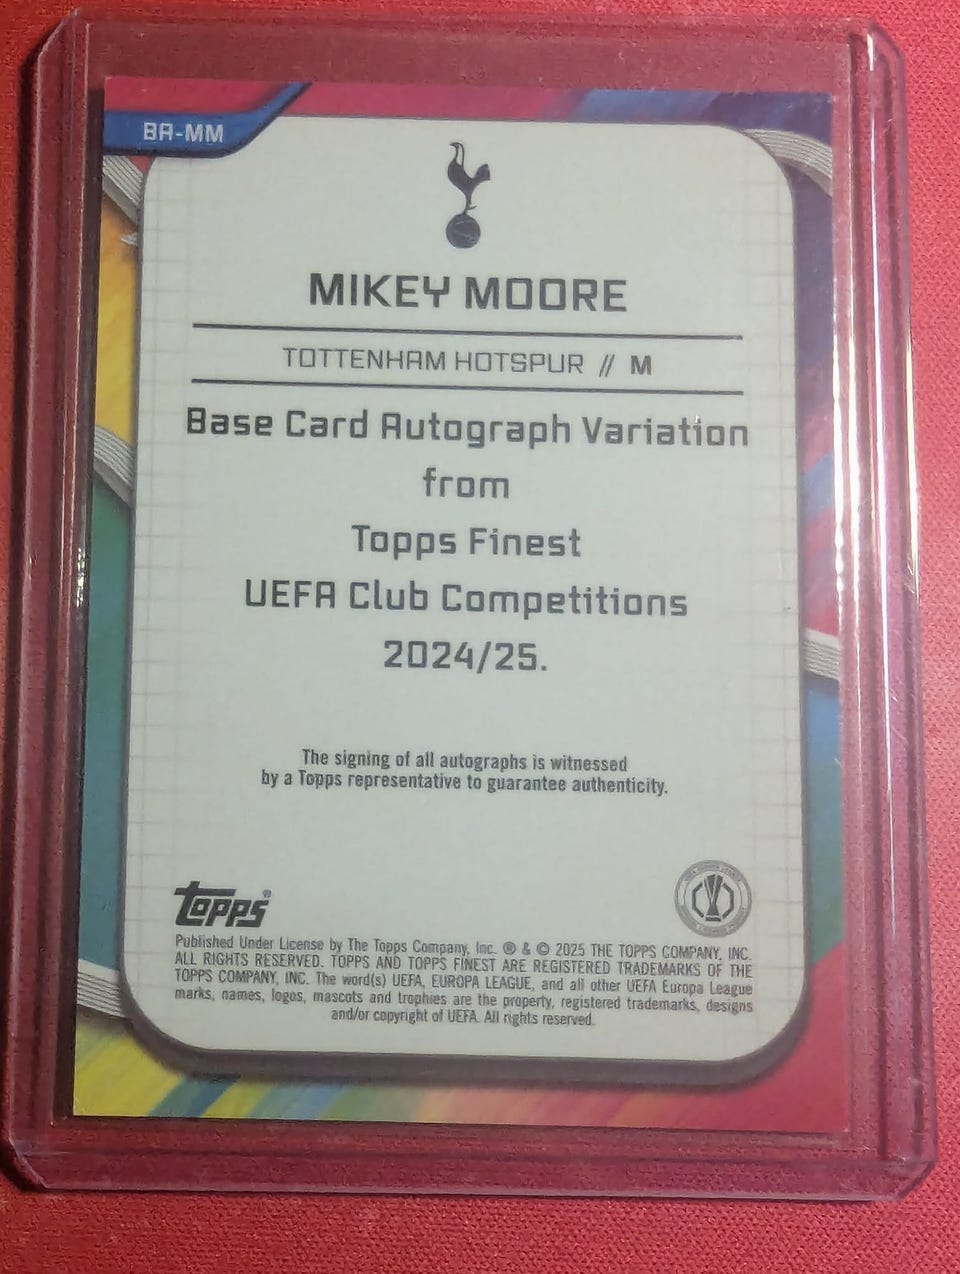 BA-MM
MIKEY MOORE
TOTTENHAM HOTSPUR // M
Base Card Autograph Variation
from
Topps Finest
UEFA Club Competitions
2024/25.
The signing of all autographs is witnessed
by a Topps representative to guarantee authenticity.
topps®
Published Under License by The Topps Company, Inc. ® & © 2025 THE TOPPS COMPANY, INC.
ALL RIGHTS RESERVED. TOPPS AND TOPPS FINEST ARE REGISTERED TRADEMARKS OF THE
TOPPS COMPANY, INC. The word(s) UEFA, EUROPA LEAGUE, and all other UEFA Europa League
marks, names, logos, mascots and trophies are the property, registered trademarks, designs
and/or copyright of UEFA. All rights reserved.